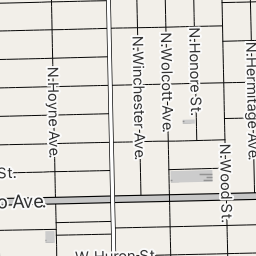 N. Hoyne Ave.
N. Winchester Ave.
N. Wolcott Ave.
N. Honore St.
N. Hermitage Ave.
N. Wood St.
St.
o Ave.
W. Huron St.